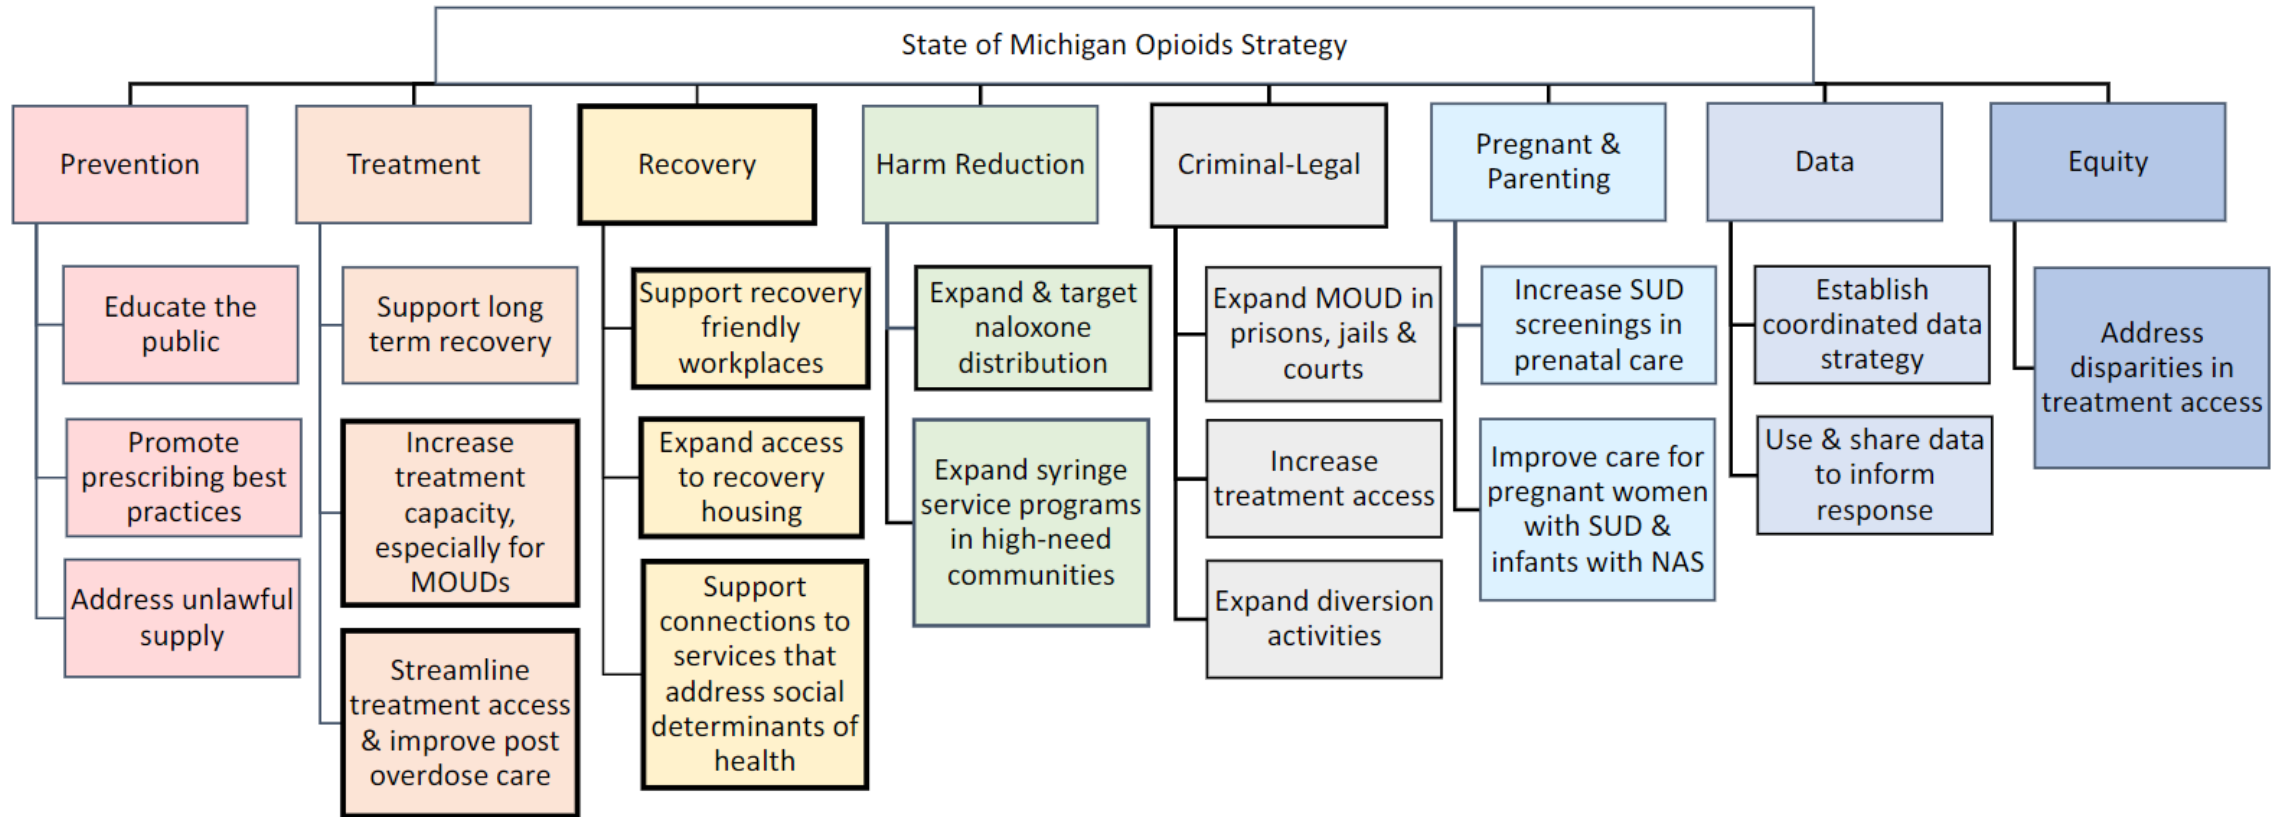 State of Michigan Opioids Strategy
Prevention
Educate the
public
Promote
prescribing best
practices
Address unlawful
supply
Treatment
Support long
term recovery
Increase
treatment
capacity,
especially for
MOUDs
Streamline
treatment access
& improve post
overdose care
Recovery
Support recovery
friendly
workplaces
Expand access
to recovery
housing
Support
connections to
services that
address social
determinants of
health
Harm Reduction
Expand & target
naloxone
distribution
Expand syringe
service programs
in high-need
communities
Criminal-Legal
Expand MOUD in
prisons, jails &
courts
Increase
treatment access
Expand diversion
activities
Pregnant &
Parenting
Increase SUD
screenings in
prenatal care
Improve care for
pregnant women
with SUD &
infants with NAS
Data
Establish
coordinated data
strategy
Use & share data
to inform
response
Equity
Address
disparities in
treatment access